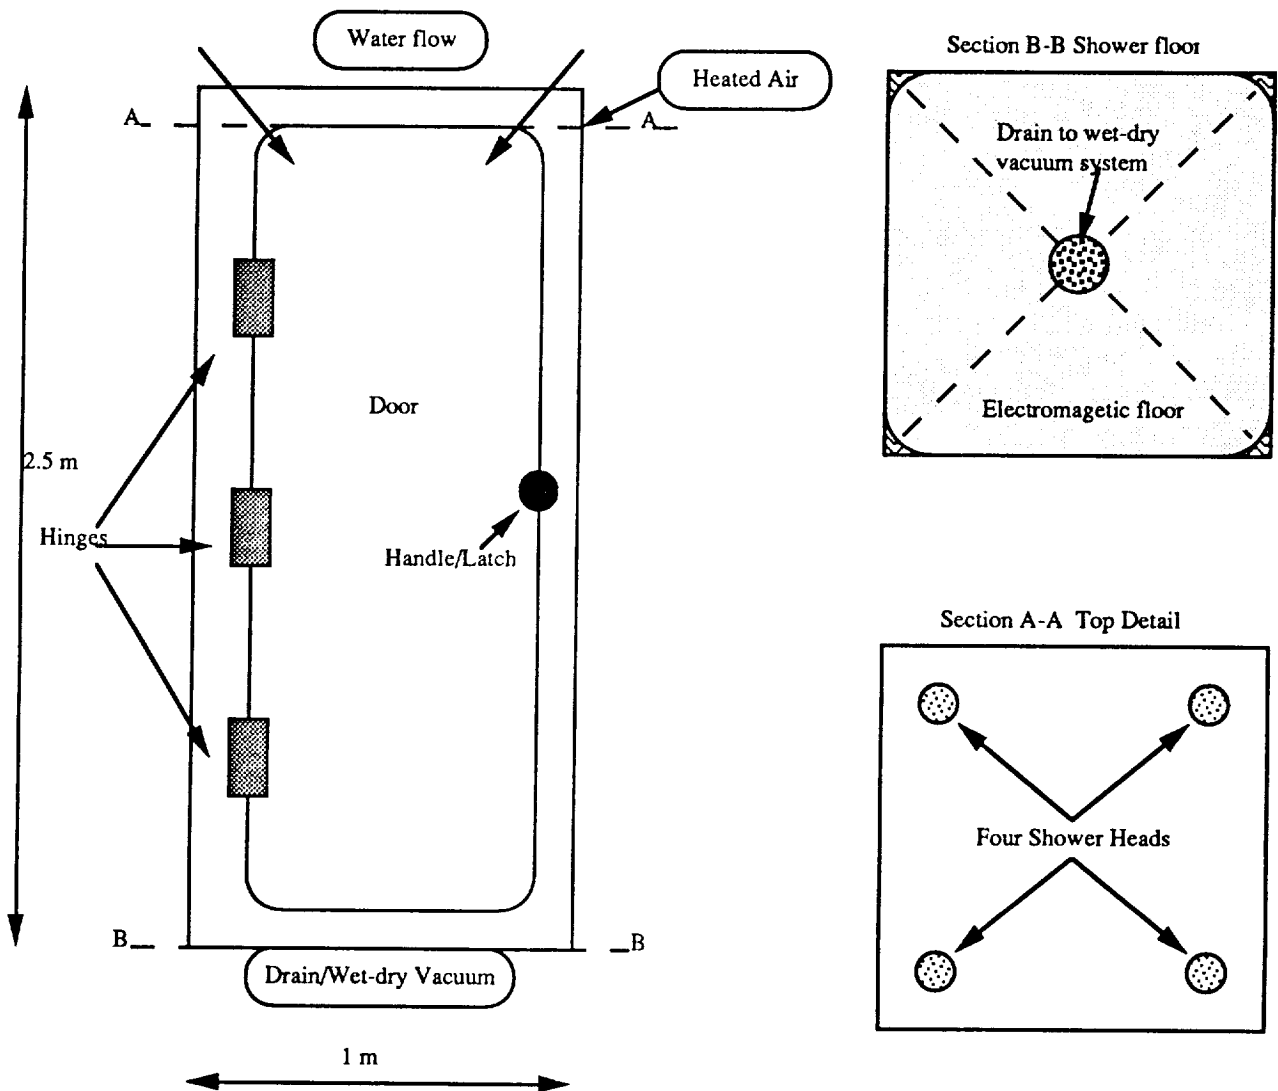 Water flow
Heated Air
A
A
2.5 m
Door
Hinges
Handle/Latch
B
B
Drain/Wet-dry Vacuum
1 m
Section B-B Shower floor
Drain to wet-dry
vacuum system
Electromagetic floor
Section A-A Top Detail
Four Shower Heads